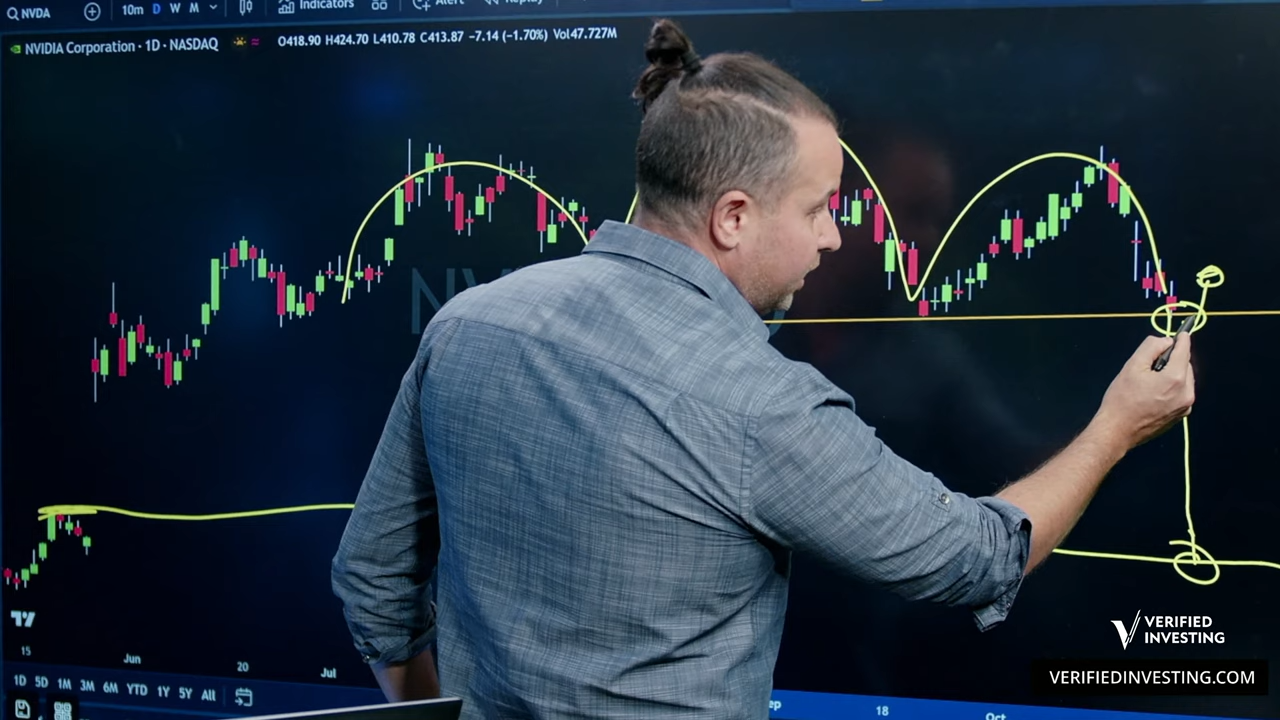 NVDA
10m D W M Indicators Alert Replay
NVIDIA Corporation · 1D · NASDAQ O418.90 H424.70 L410.78 C413.87 −7.14 (−1.70%) Vol47.727M
NV
VERIFIED
INVESTING
VERIFIEDINVESTING.COM
15 Jun 20 Jul 18 Oct
1D 5D 1M 3M 6M YTD 1Y 5Y All